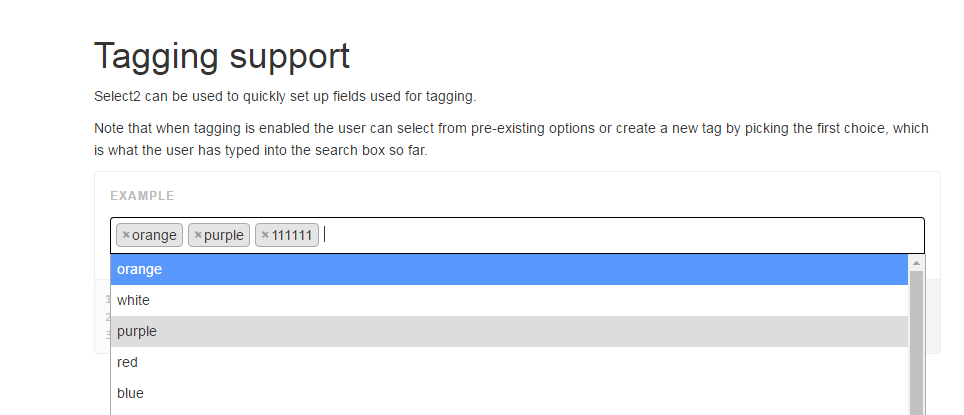 Tagging support
Select2 can be used to quickly set up fields used for tagging.
Note that when tagging is enabled the user can select from pre-existing options or create a new tag by picking the first choice, which
is what the user has typed into the search box so far.
EXAMPLE
×orange ×purple ×111111
orange
1
white
2
purple
3
red
blue